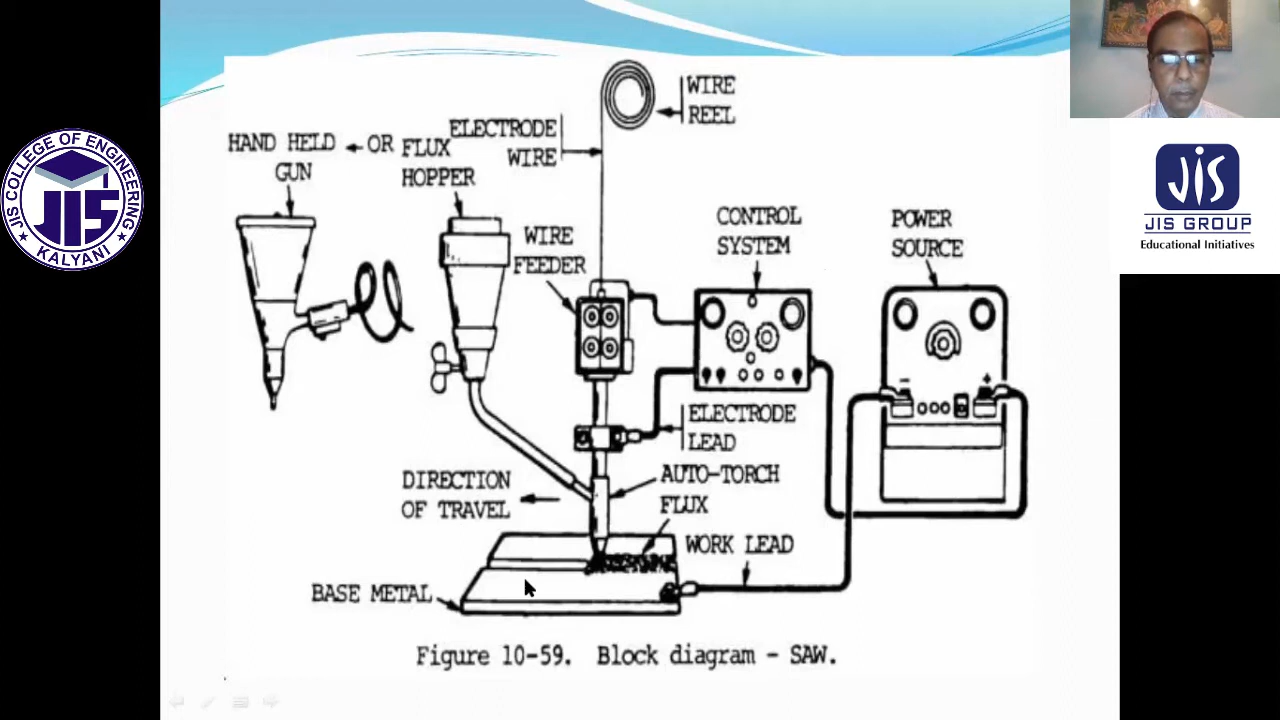 WIRE
REEL
ELECTRODE
WIRE
HAND HELD
GUN
OR FLUX
HOPPER
WIRE
FEEDER
CONTROL
SYSTEM
POWER
SOURCE
- +
ELECTRODE
LEAD
DIRECTION
OF TRAVEL
AUTO-TORCH
FLUX
WORK LEAD
BASE METAL
Figure 10-59. Block diagram - SAW.
JIS COLLEGE OF ENGINEERING
JIS
KALYANI
JIS
JIS GROUP
Educational Initiatives